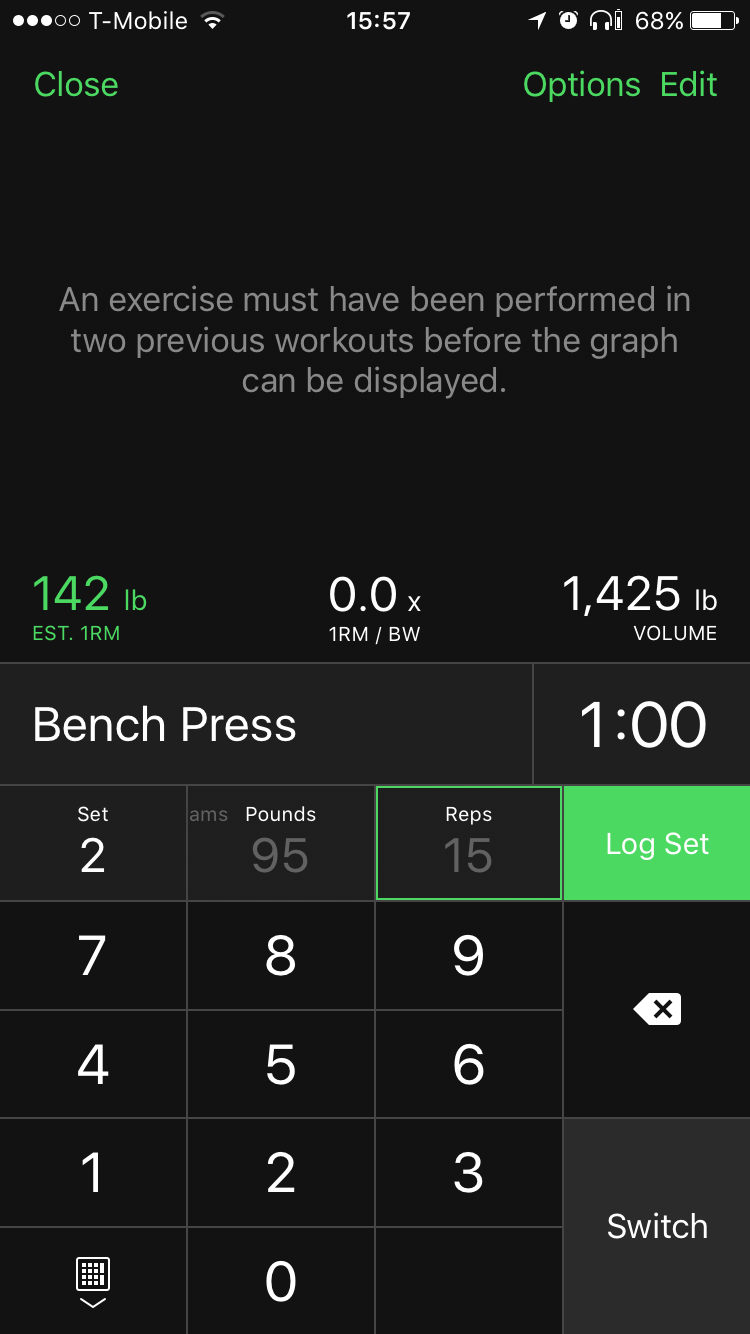 T-Mobile 15:57 68%
Close Options Edit
An exercise must have been performed in
two previous workouts before the graph
can be displayed.
142 lb 0.0 x 1,425 lb
EST. 1RM 1RM / BW VOLUME
Bench Press 1:00
Set ams Pounds Reps
2 95 15 Log Set
7 8 9
4 5 6
1 2 3
Switch
0